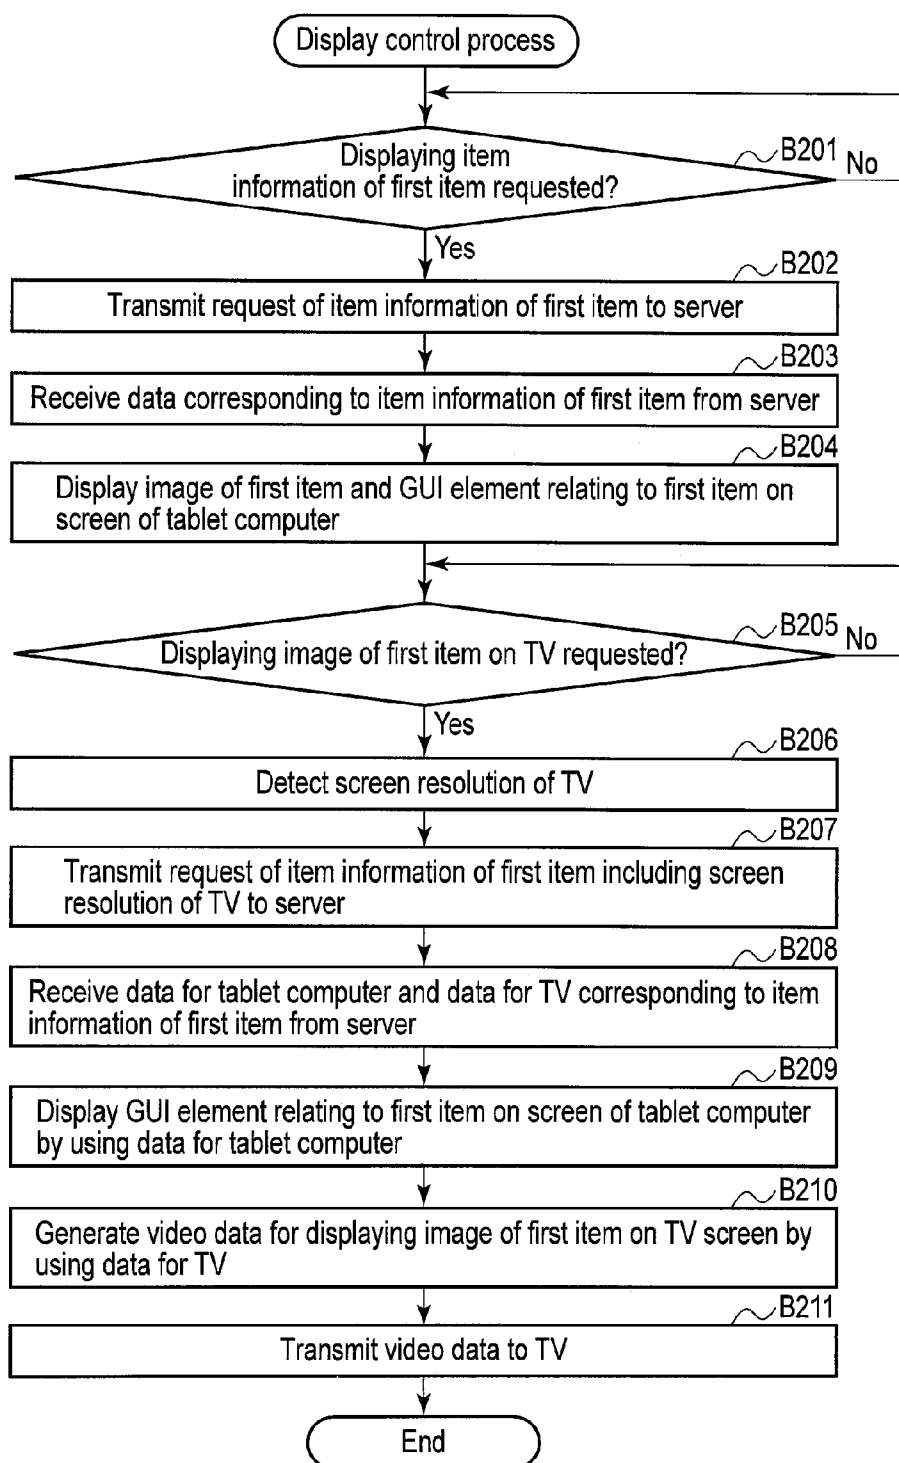 Display control process
B201
Displaying item
information of first item requested?
No
Yes
B202
Transmit request of item information of first item to server
B203
Receive data corresponding to item information of first item from server
B204
Display image of first item and GUI element relating to first item on
screen of tablet computer
B205
Displaying image of first item on TV requested?
No
Yes
B206
Detect screen resolution of TV
B207
Transmit request of item information of first item including screen
resolution of TV to server
B208
Receive data for tablet computer and data for TV corresponding to item
information of first item from server
B209
Display GUI element relating to first item on screen of tablet computer
by using data for tablet computer
B210
Generate video data for displaying image of first item on TV screen by
using data for TV
B211
Transmit video data to TV
End